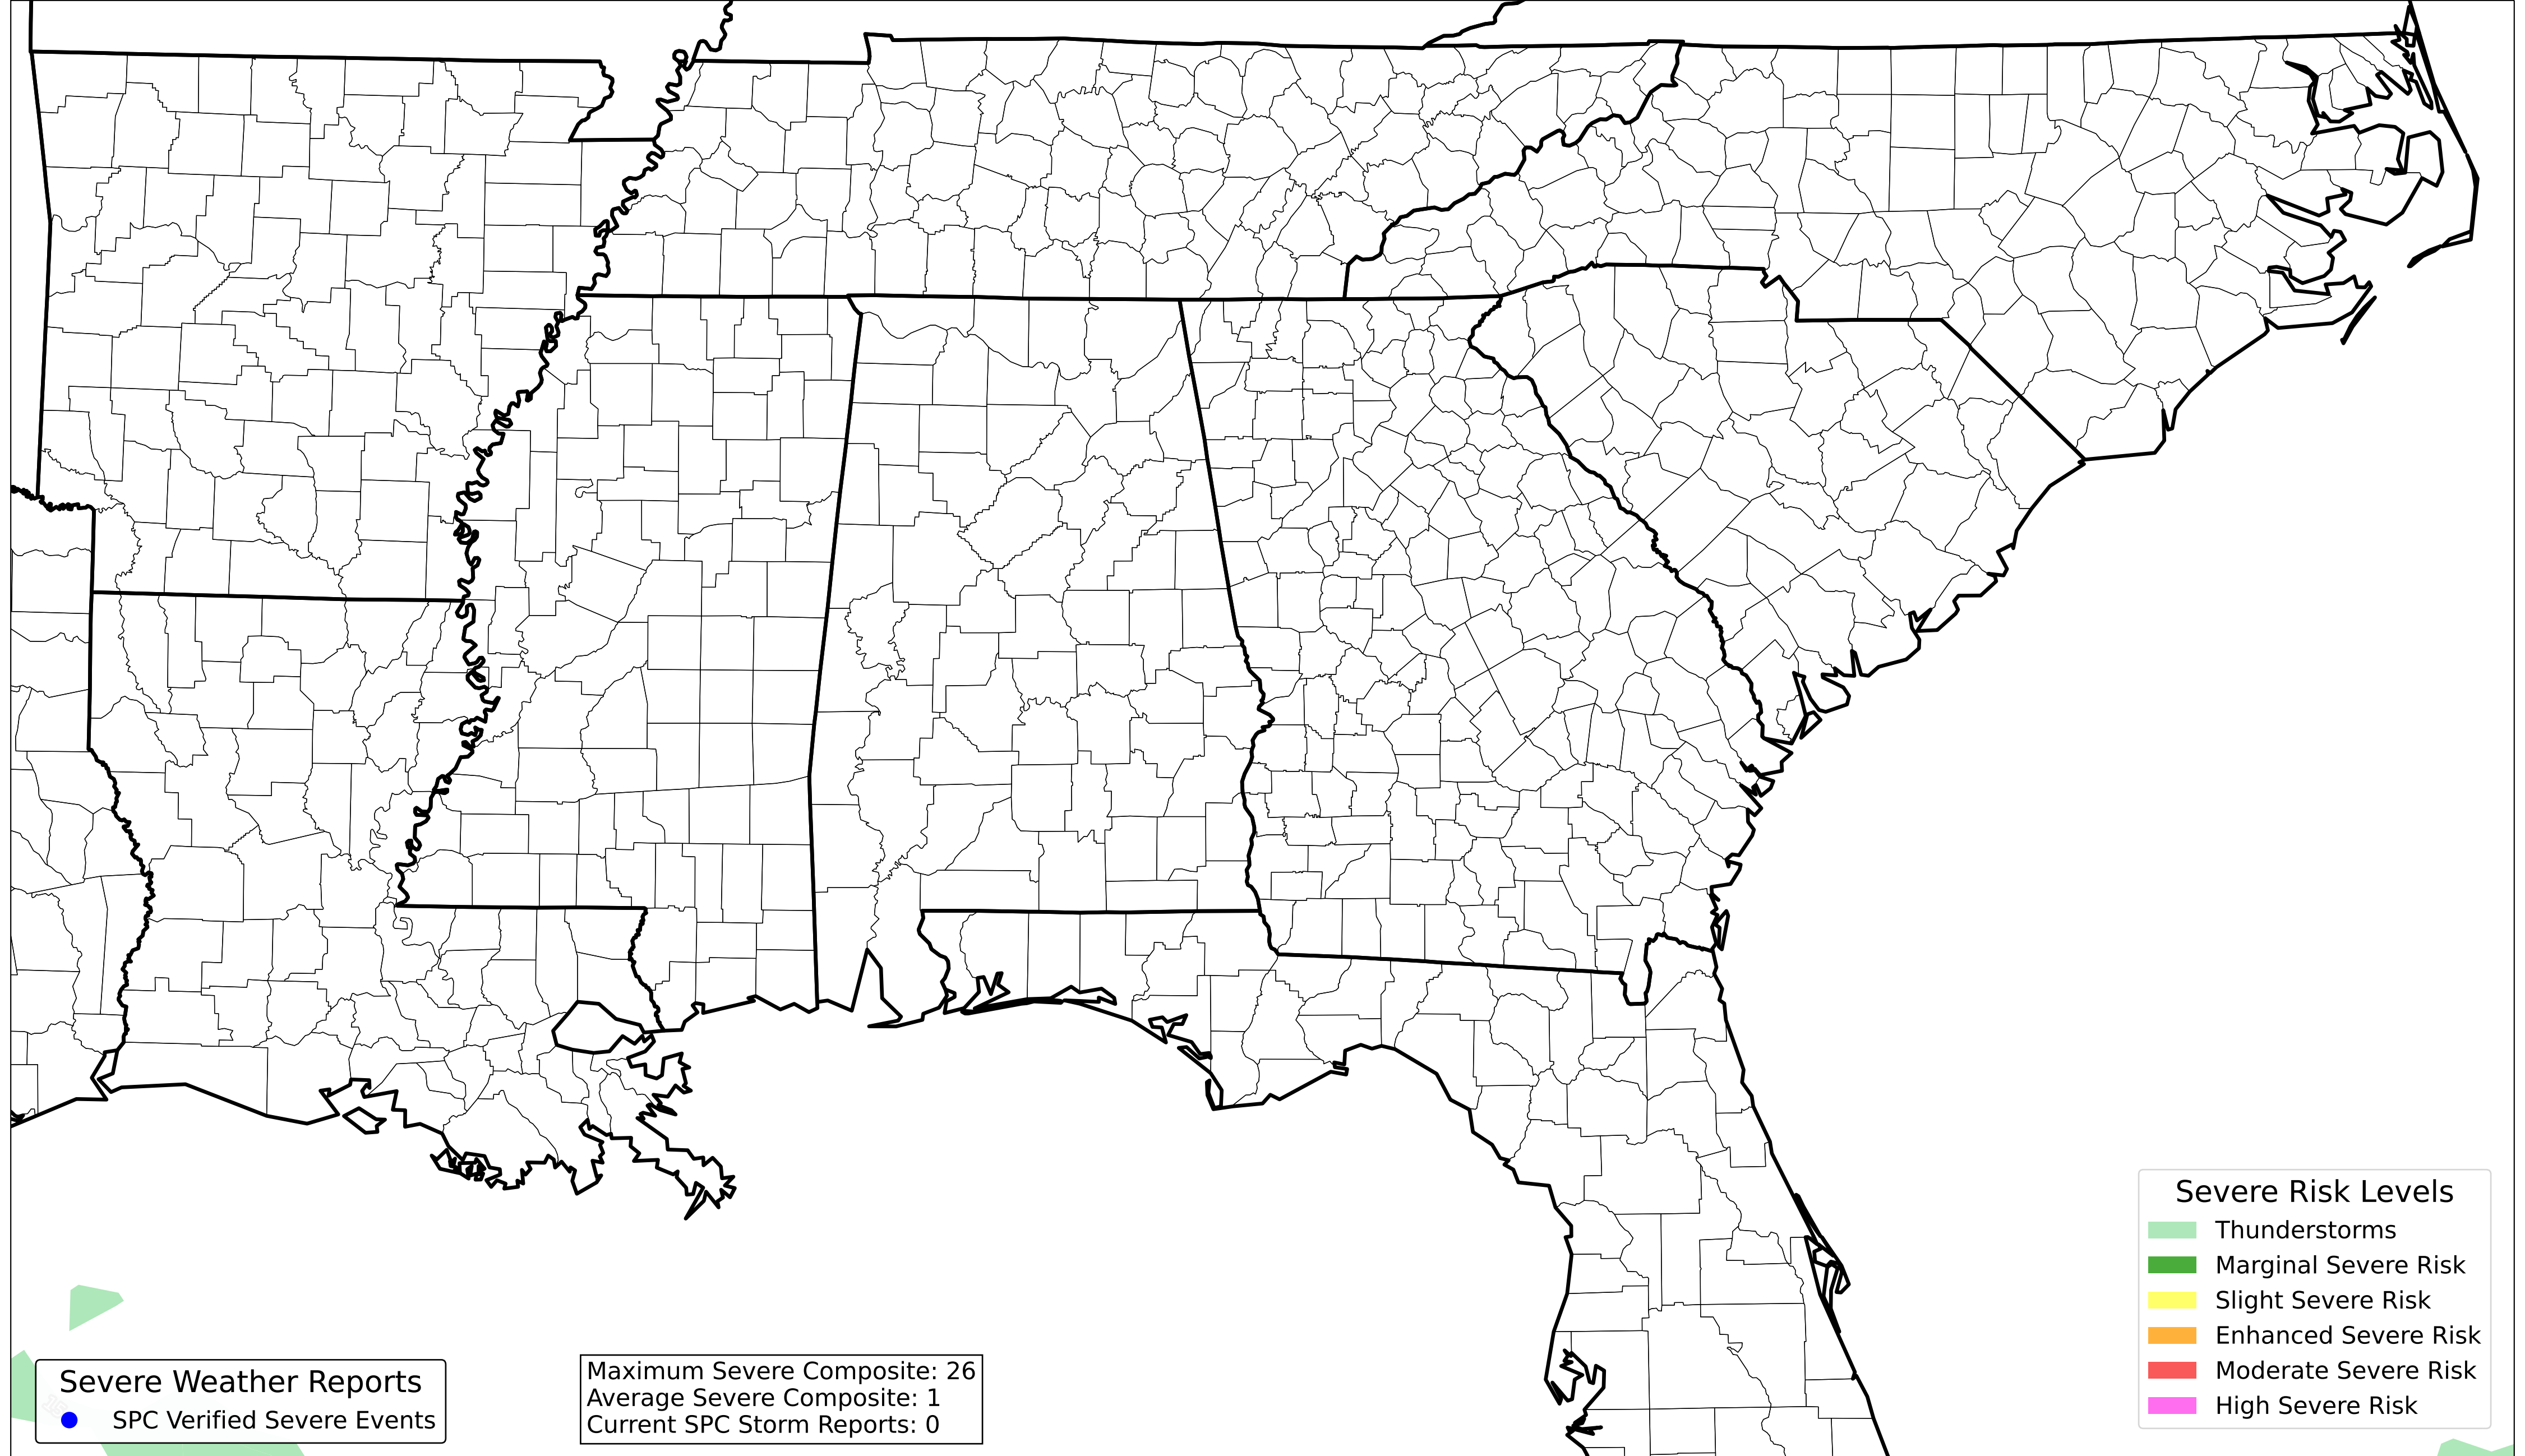 Severe Weather Reports
SPC Verified Severe Events
Maximum Severe Composite: 26
Average Severe Composite: 1
Current SPC Storm Reports: 0
Severe Risk Levels
Thunderstorms
Marginal Severe Risk
Slight Severe Risk
Enhanced Severe Risk
Moderate Severe Risk
High Severe Risk